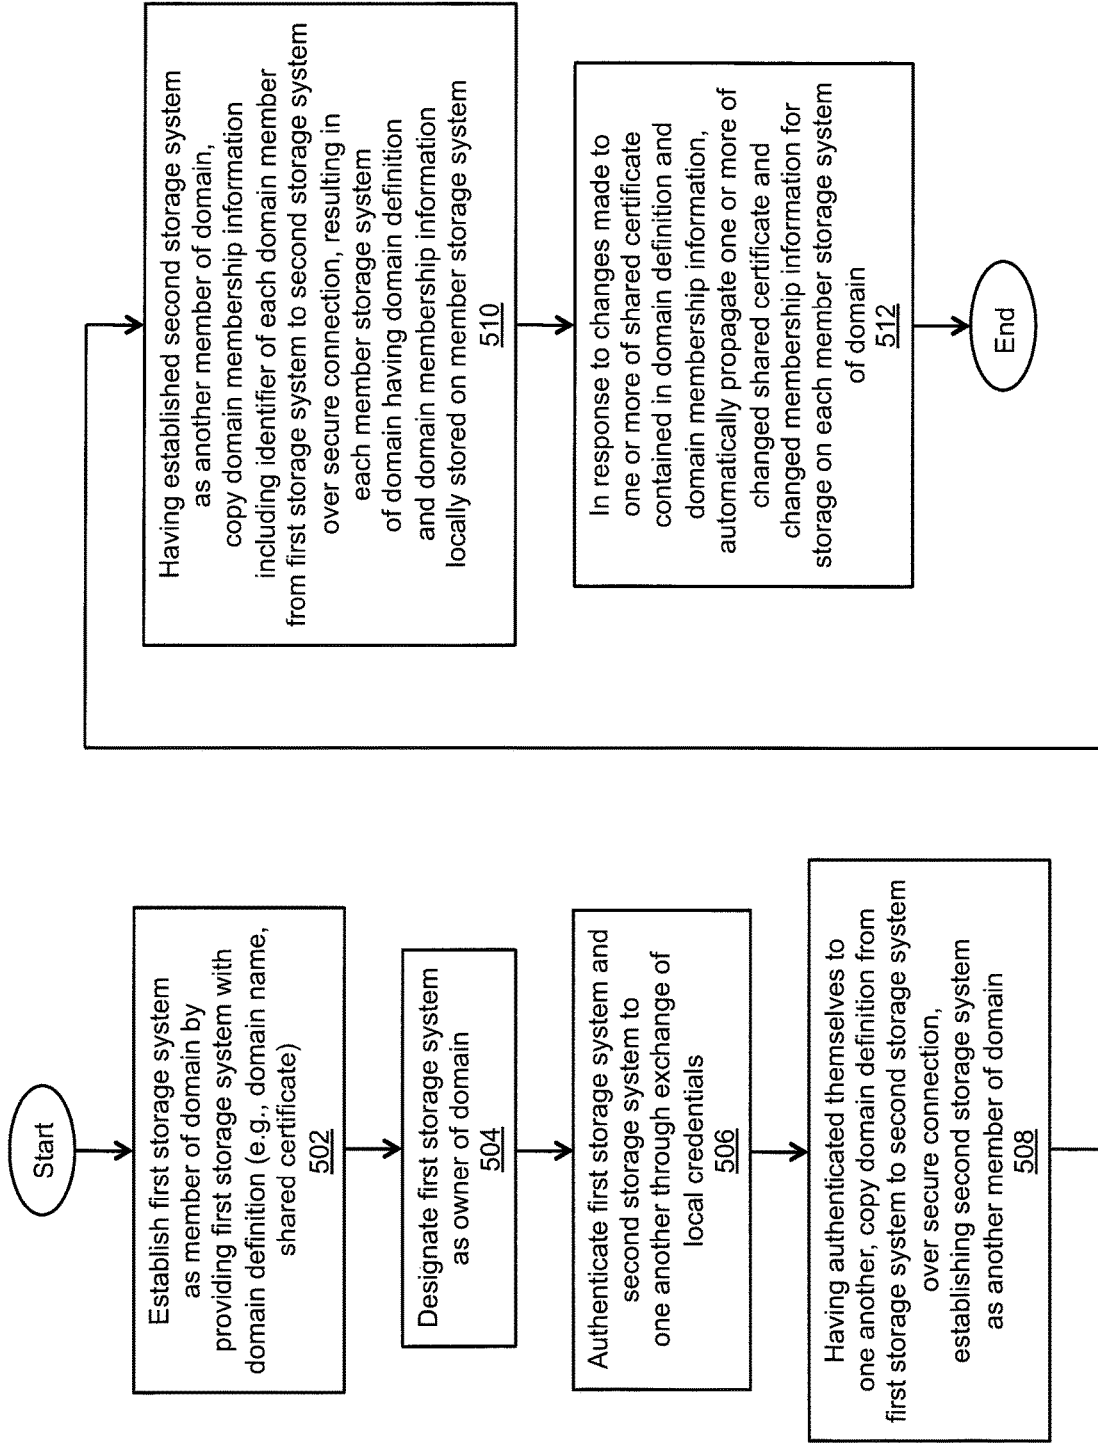 Start
Establish first storage system
as member of domain by
providing first storage system with
domain definition (e.g., domain name,
shared certificate)
502
Designate first storage system
as owner of domain
504
Authenticate first storage system and
second storage system to
one another through exchange of
local credentials
506
Having authenticated themselves to
one another, copy domain definition from
first storage system to second storage system
over secure connection,
establishing second storage system
as another member of domain
508
Having established second storage system
as another member of domain,
copy domain membership information
including identifier of each domain member
from first storage system to second storage system
over secure connection, resulting in
each member storage system
of domain having domain definition
and domain membership information
locally stored on member storage system
510
In response to changes made to
one or more of shared certificate
contained in domain definition and
domain membership information,
automatically propagate one or more of
changed shared certificate and
changed membership information for
storage on each member storage system
of domain
512
End